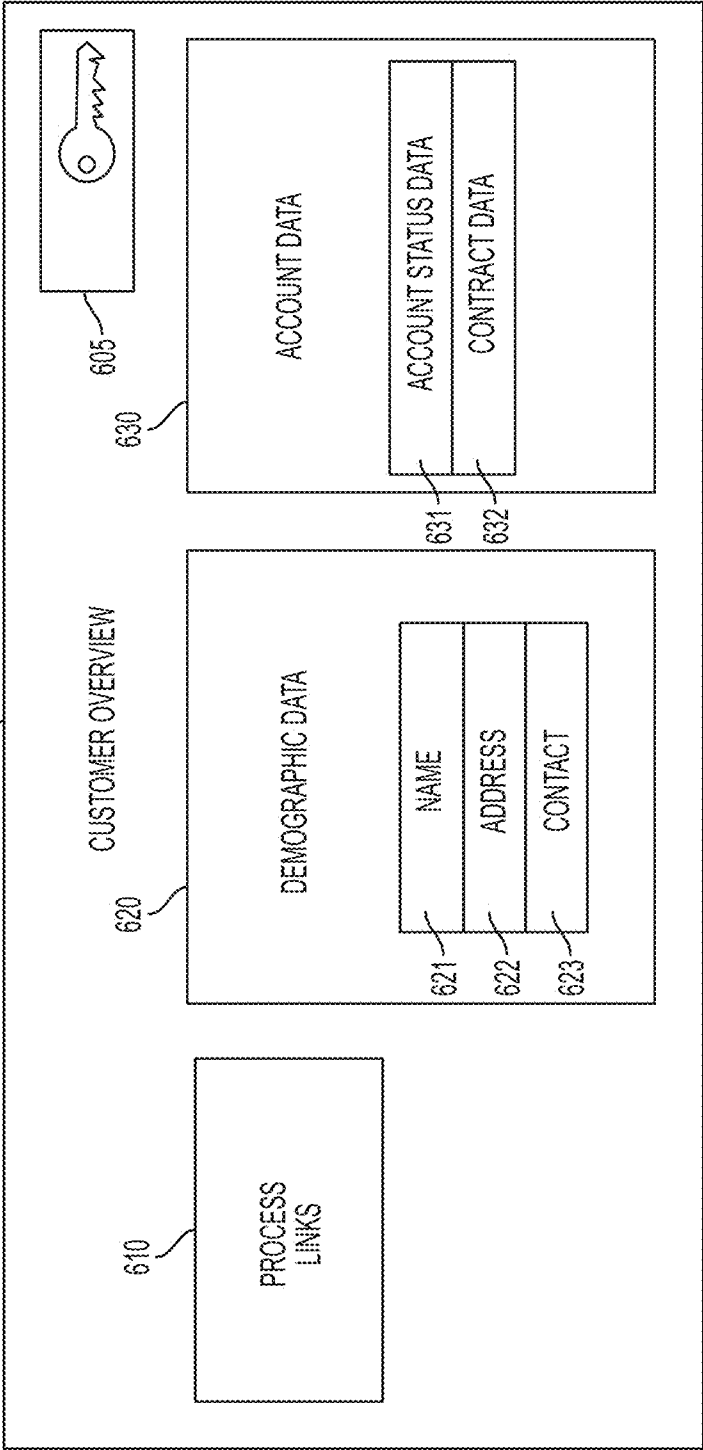 CUSTOMER OVERVIEW
605
610
PROCESS
LINKS
620
DEMOGRAPHIC DATA
621
NAME
622
ADDRESS
623
CONTACT
630
ACCOUNT DATA
631
ACCOUNT STATUS DATA
632
CONTRACT DATA